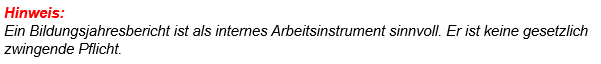 Hinweis:
Ein Bildungsjahresbericht ist als internes Arbeitsinstrument sinnvoll. Er ist keine gesetzlich
zwingende Pflicht.